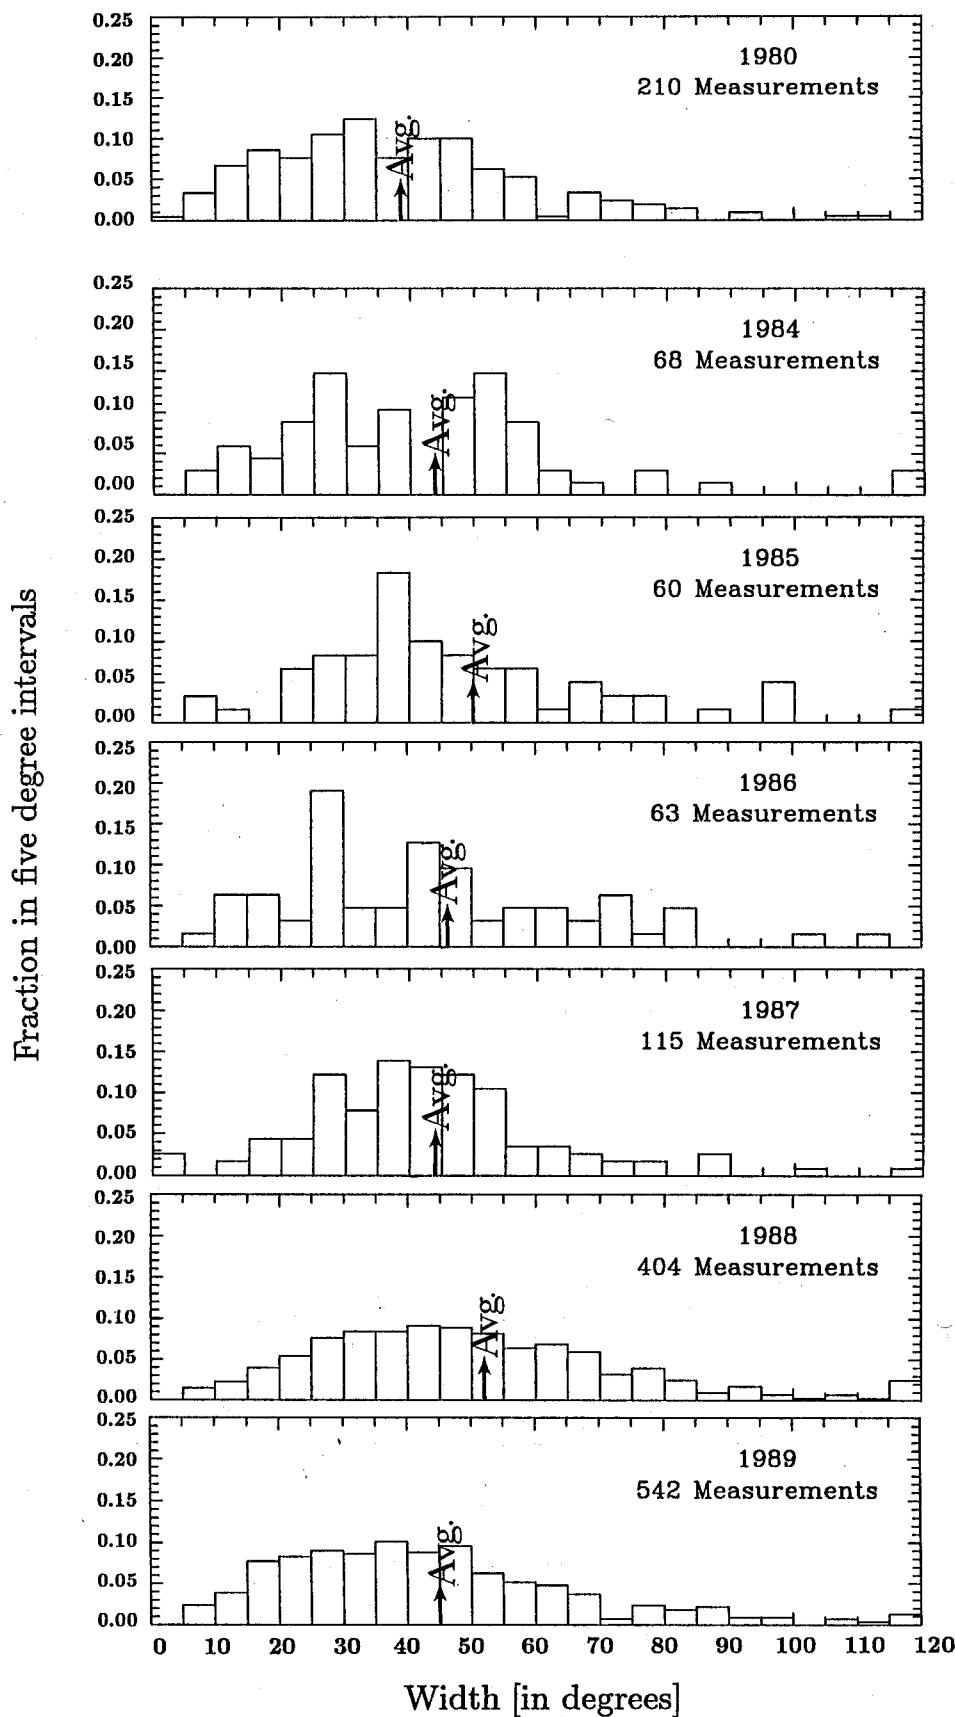 0.25
0.20
0.15
0.10
0.05
0.00
1980
210 Measurements
Avg.
0.25
0.20
0.15
0.10
0.05
0.00
1984
68 Measurements
Avg.
0.25
0.20
0.15
0.10
0.05
0.00
1985
60 Measurements
Avg.
0.25
0.20
0.15
0.10
0.05
0.00
1986
63 Measurements
Avg.
0.25
0.20
0.15
0.10
0.05
0.00
1987
115 Measurements
Avg.
0.25
0.20
0.15
0.10
0.05
0.00
1988
404 Measurements
Avg.
0.25
0.20
0.15
0.10
0.05
0.00
1989
542 Measurements
Avg.
0 10 20 30 40 50 60 70 80 90 100 110 120
Width [in degrees]
Fraction in five degree intervals